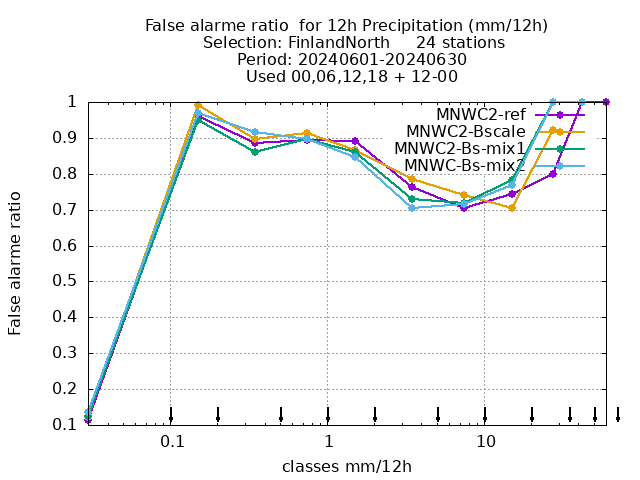 False alarme ratio  for 12h Precipitation (mm/12h)
Selection: FinlandNorth     24 stations
Period: 20240601-20240630
Used 00,06,12,18 + 12-00
MNWC2-ref
MNWC2-Bscale
MNWC2-Bs-mix1
MNWC-Bs-mix2
1
0.9
0.8
0.7
0.6
0.5
0.4
0.3
0.2
0.1
False alarme ratio
0.1 1 10
classes mm/12h